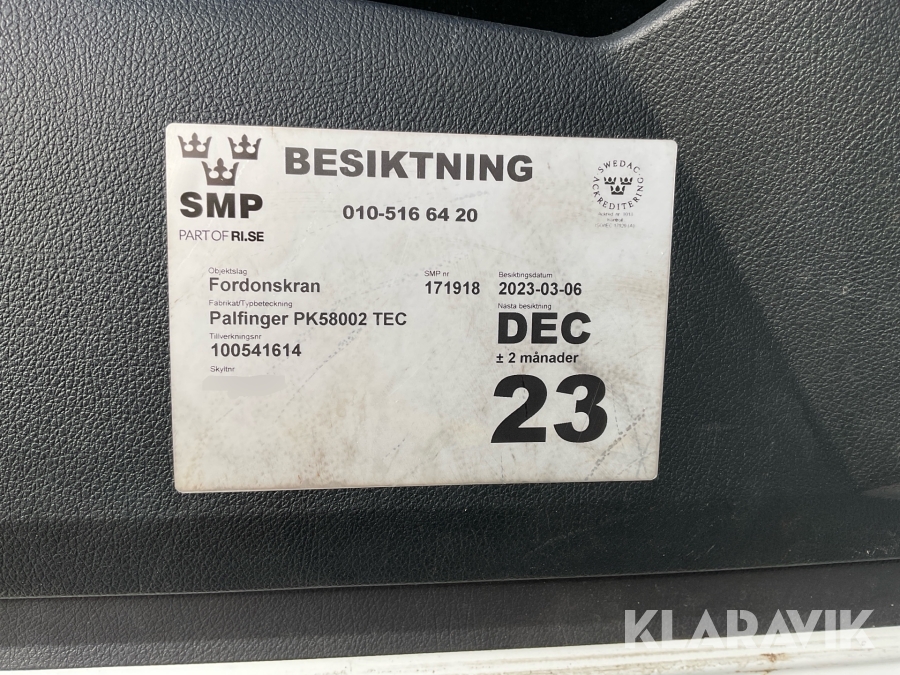 BESIKTNING
SMP
PART OF RI.SE
010-516 64 20
SWEDAC
ACKREDITERING
Objektslag
Fordonskran
SMP nr
171918
Besiktingsdatum
2023-03-06
Fabrikat/Typbeteckning
Palfinger PK58002 TEC
Nästa besiktning
DEC
± 2 månader
23
Tillverkningsnr
100541614
Skyltnr
KLARAVIK